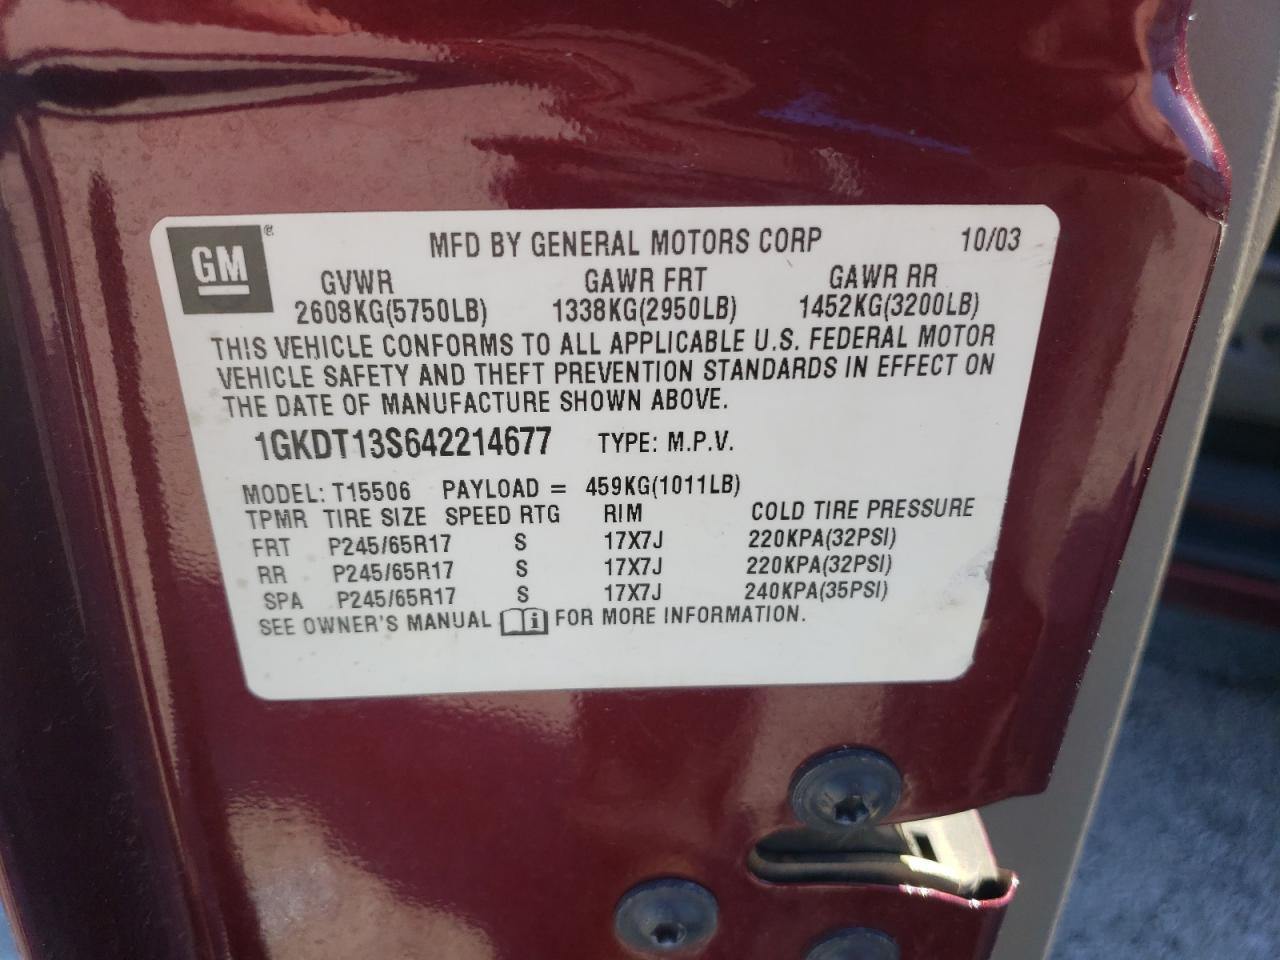 GM® MFD BY GENERAL MOTORS CORP 10/03
GVWR GAWR FRT GAWR RR
2608KG(5750LB) 1338KG(2950LB) 1452KG(3200LB)
THIS VEHICLE CONFORMS TO ALL APPLICABLE U.S. FEDERAL MOTOR
VEHICLE SAFETY AND THEFT PREVENTION STANDARDS IN EFFECT ON
THE DATE OF MANUFACTURE SHOWN ABOVE.
1GKDT13S642214677 TYPE: M.P.V.
MODEL: T15506 PAYLOAD = 459KG(1011LB)
TPMR TIRE SIZE SPEED RTG RIM COLD TIRE PRESSURE
FRT P245/65R17 S 17X7J 220KPA(32PSI)
RR P245/65R17 S 17X7J 220KPA(32PSI)
SPA P245/65R17 S 17X7J 240KPA(35PSI)
SEE OWNER'S MANUAL i FOR MORE INFORMATION.